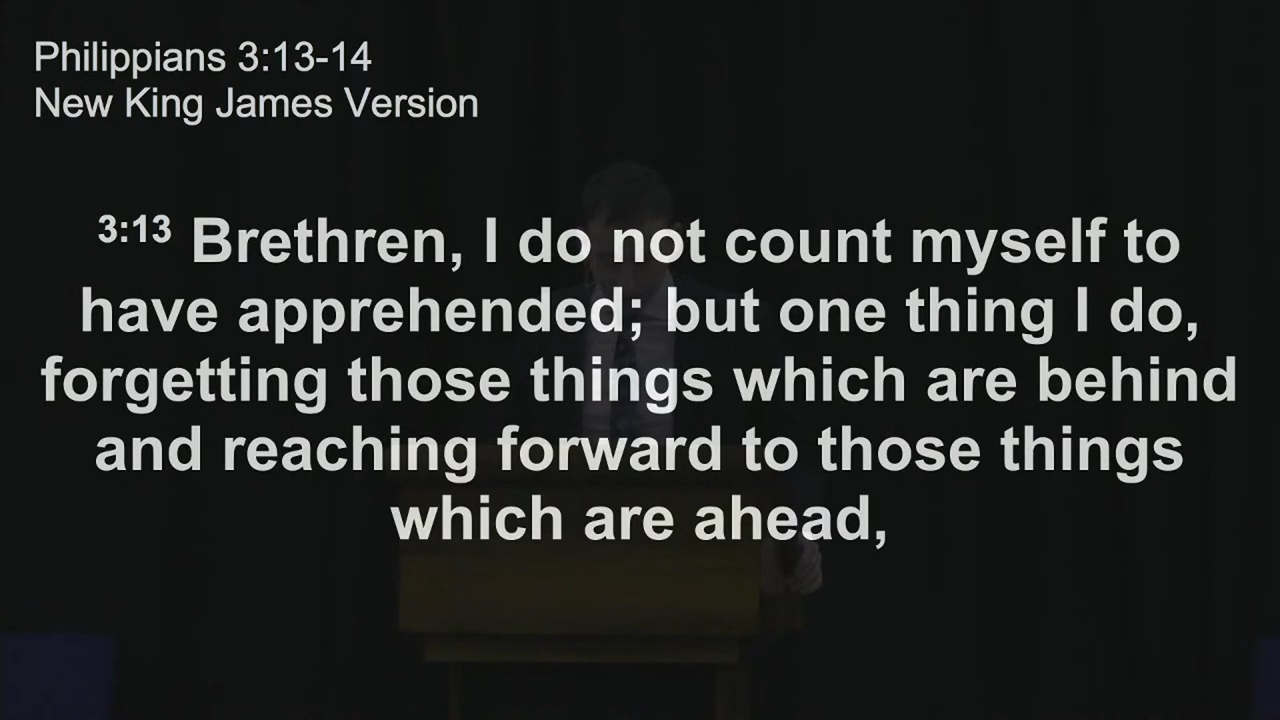 Philippians 3:13-14
New King James Version
3:13 Brethren, I do not count myself to
have apprehended; but one thing I do,
forgetting those things which are behind
and reaching forward to those things
which are ahead,